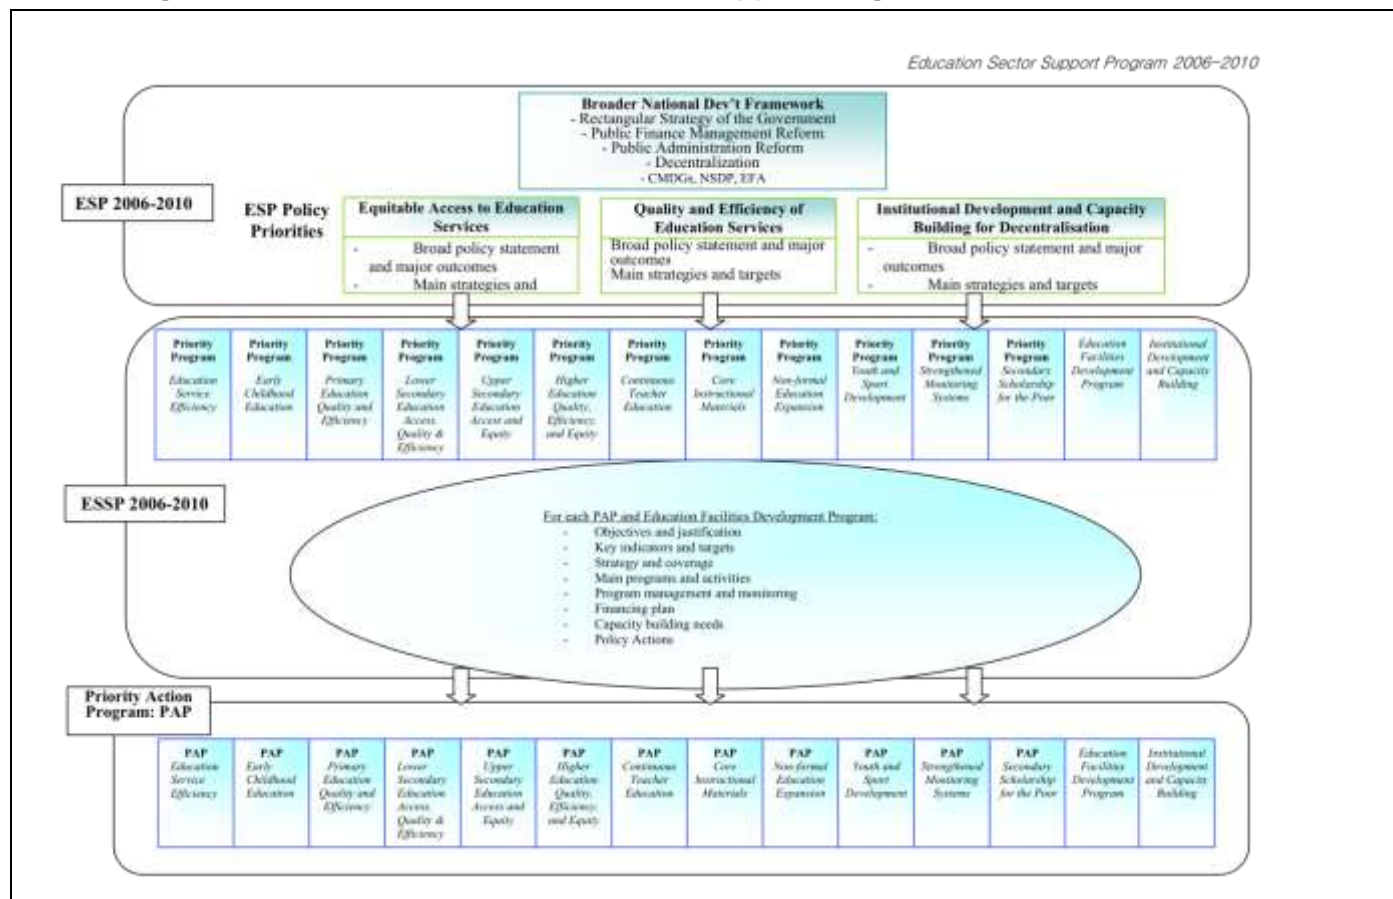 Education Sector Support Program 2006-2010
Broader National Dev't Framework
- Rectangular Strategy of the Government
- Public Finance Management Reform
- Public Administration Reform
- Decentralization
- CMDGs, NSDP, EFA
ESP 2006-2010
ESP Policy
Priorities
Equitable Access to Education
Services
- Broad policy statement
and major outcomes
- Main strategies and
Quality and Efficiency of
Education Services
Broad policy statement and major
outcomes
Main strategies and targets
Institutional Development and Capacity
Building for Decentralisation
- Broad policy statement and major
outcomes
- Main strategies and targets
Priority
Program
Education
Service
Efficiency
Priority
Program
Early
Childhood
Education
Priority
Program
Primary
Education
Quality and
Efficiency
Priority
Program
Lower
Secondary
Education
Access,
Quality &
Efficiency
Priority
Program
Upper
Secondary
Education
Access and
Equity
Priority
Program
Higher
Education
Quality,
Efficiency,
and Equity
Priority
Program
Continuous
Teacher
Education
Priority
Program
Core
Instructional
Materials
Priority
Program
Non-formal
Education
Expansion
Priority
Program
Youth and
Sport
Development
Priority
Program
Strengthened
Monitoring
Systems
Priority
Program
Secondary
Scholarship
for the Poor
Education
Facilities
Development
Program
Institutional
Development
and Capacity
Building
ESSP 2006-2010
For each PAP and Education Facilities Development Program:
- Objectives and justification
- Key indicators and targets
- Strategy and coverage
- Main programs and activities
- Program management and monitoring
- Financing plan
- Capacity building needs
- Policy Actions
Priority Action
Program: PAP
PAP
Education
Service
Efficiency
PAP
Early
Childhood
Education
PAP
Primary
Education
Quality and
Efficiency
PAP
Lower
Secondary
Education
Access,
Quality &
Efficiency
PAP
Upper
Secondary
Education
Access and
Equity
PAP
Higher
Education
Quality,
Efficiency,
and Equity
PAP
Continuous
Teacher
Education
PAP
Core
Instructional
Materials
PAP
Non-formal
Education
Expansion
PAP
Youth and
Sport
Development
PAP
Strengthened
Monitoring
Systems
PAP
Secondary
Scholarship
for the Poor
Education
Facilities
Development
Program
Institutional
Development
and Capacity
Building